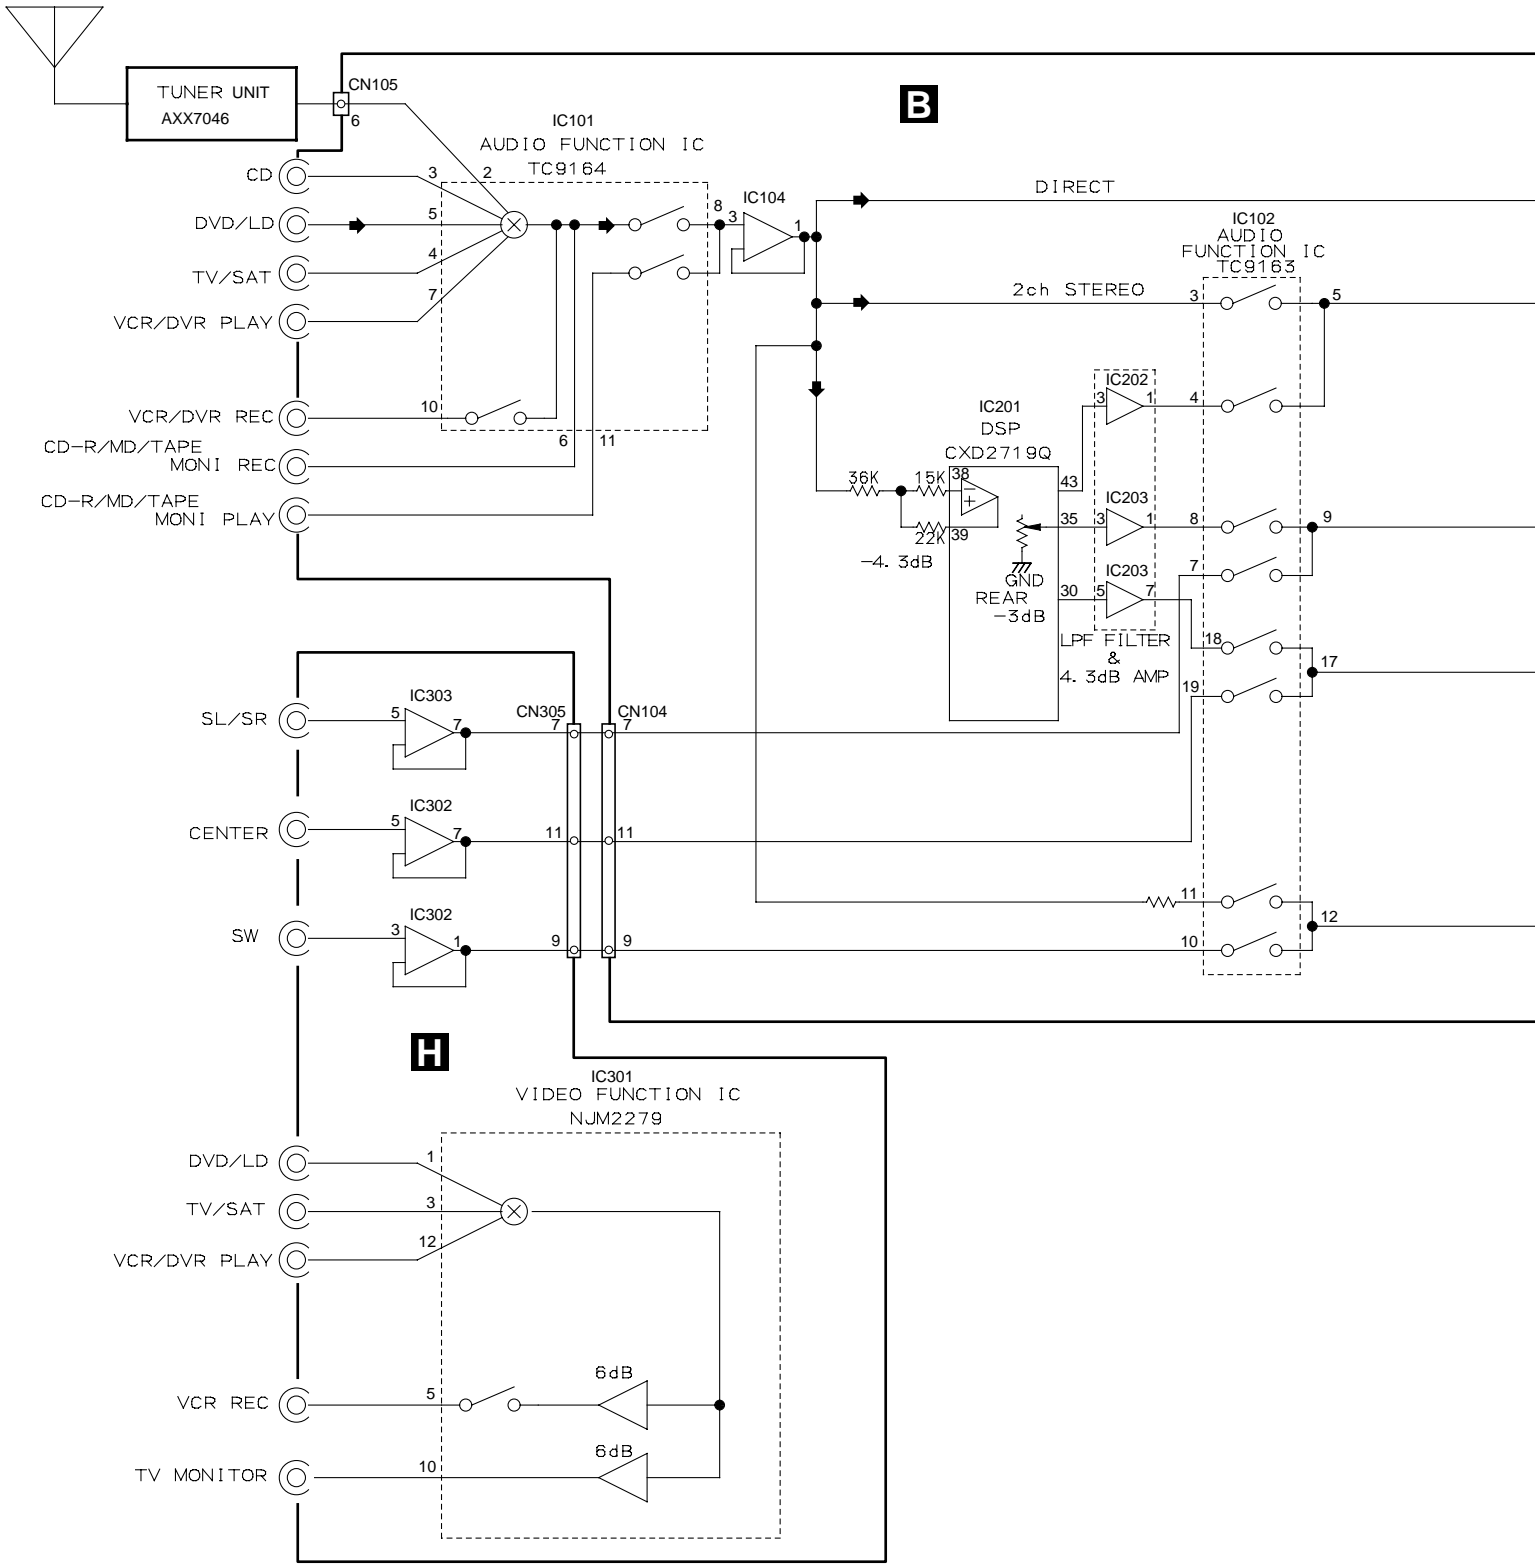 TUNER UNIT
AXX7046
CN105
6
B
IC101
AUDIO FUNCTION IC
TC9164
CD
3
2
DVD/LD
5
8
3
IC104
1
DIRECT
TV/SAT
4
VCR/DVR PLAY
7
IC102
AUDIO
FUNCTION IC
TC9163
2ch STEREO
3
5
VCR/DVR REC
10
6
11
CD-R/MD/TAPE
MONI REC
CD-R/MD/TAPE
MONI PLAY
IC202
3
1
4
IC201
DSP
CXD2719Q
36K
15K
38
43
22K
39
-4.3dB
IC203
35
3
1
8
9
GND
REAR
-3dB
IC203
30
5
7
7
LPF FILTER
&
4.3dB AMP
18
17
19
SL/SR
5
IC303
7
CN305
7
CN104
7
CENTER
5
IC302
7
11
11
SW
3
IC302
1
9
9
11
12
10
H
IC301
VIDEO FUNCTION IC
NJM2279
DVD/LD
1
TV/SAT
3
VCR/DVR PLAY
12
VCR REC
5
6dB
TV MONITOR
10
6dB